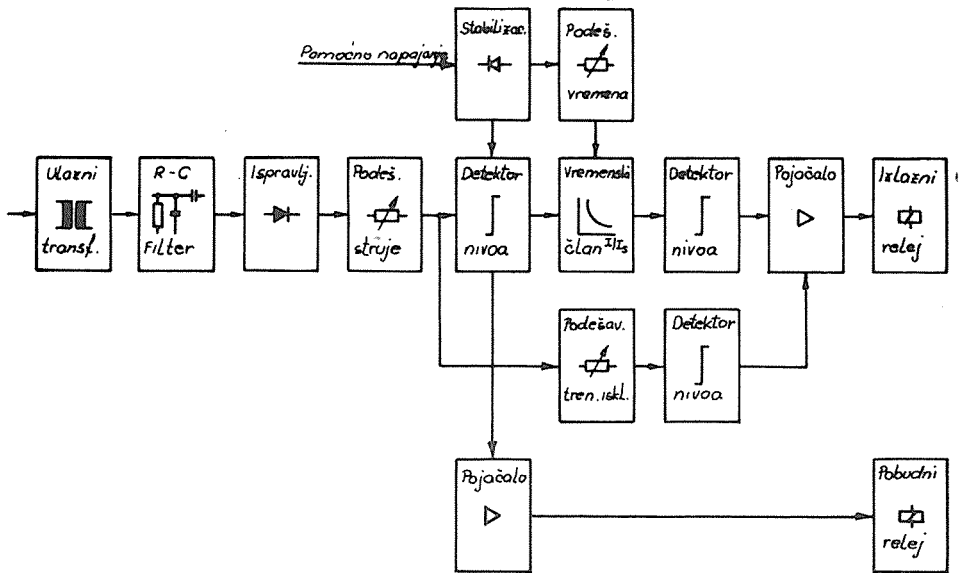 Pomoćno napajanje
Stabilizac.
Podeš.
vremena
Ulazni
transf.
R-C
Filter
Ispravlj.
Podeš.
struje
Detektor
nivoa
Vremenski
član I/Is
Detektor
nivoa
Pojačalo
Izlazni
relej
Podešav.
tren. iskl.
Detektor
nivoa
Pojačalo
Pobudni
relej